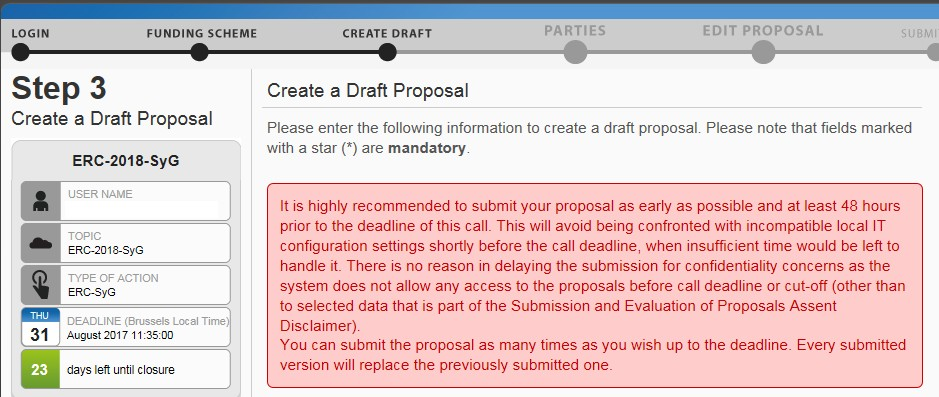 LOGIN
FUNDING SCHEME
CREATE DRAFT
PARTIES
EDIT PROPOSAL
Step 3
Create a Draft Proposal
ERC-2018-SyG
USER NAME
TOPIC
ERC-2018-SyG
TYPE OF ACTION
ERC-SyG
THU
31
DEADLINE (Brussels Local Time)
August 2017 11:35:00
23
days left until closure
Create a Draft Proposal
Please enter the following information to create a draft proposal. Please note that fields marked
with a star (*) are mandatory.
It is highly recommended to submit your proposal as early as possible and at least 48 hours
prior to the deadline of this call. This will avoid being confronted with incompatible local IT
configuration settings shortly before the call deadline, when insufficient time would be left to
handle it. There is no reason in delaying the submission for confidentiality concerns as the
system does not allow any access to the proposals before call deadline or cut-off (other than
to selected data that is part of the Submission and Evaluation of Proposals Assent
Disclaimer).
You can submit the proposal as many times as you wish up to the deadline. Every submitted
version will replace the previously submitted one.